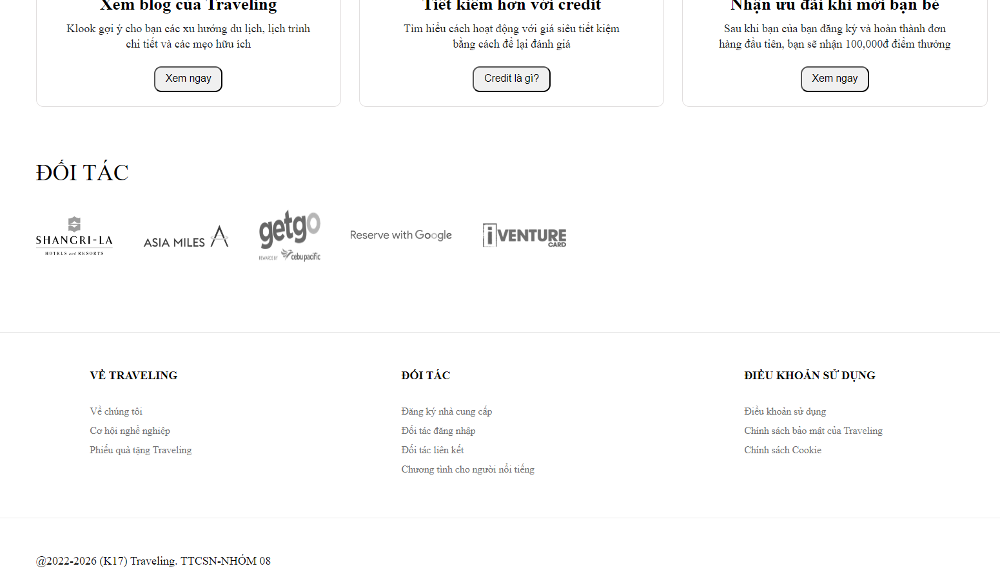 Xem blog của Traveling
Klook gợi ý cho bạn các xu hướng du lịch, lịch trình
chi tiết và các mẹo hữu ích
Xem ngay
Tiết kiếm hơn với credit
Tìm hiểu cách hoạt động với giá siêu tiết kiệm
bằng cách để lại đánh giá
Credit là gì?
Nhận ưu đãi khi mời bạn bè
Sau khi bạn của bạn đăng ký và hoàn thành đơn
hàng đầu tiên, bạn sẽ nhận 100,000đ điểm thưởng
Xem ngay
ĐỐI TÁC
SHANGRI-LA
HOTELS and RESORTS
ASIA MILES
getgo
REWARDS BY cebu pacific
Reserve with Google
iVENTURE
CARD
VỀ TRAVELING
Về chúng tôi
Cơ hội nghề nghiệp
Phiếu quà tặng Traveling
ĐỐI TÁC
Đăng ký nhà cung cấp
Đối tác đăng nhập
Đối tác liên kết
Chương tình cho người nổi tiếng
ĐIỀU KHOẢN SỬ DỤNG
Điều khoản sử dụng
Chính sách bảo mật của Traveling
Chính sách Cookie
@2022-2026 (K17) Traveling. TTCSN-NHÓM 08